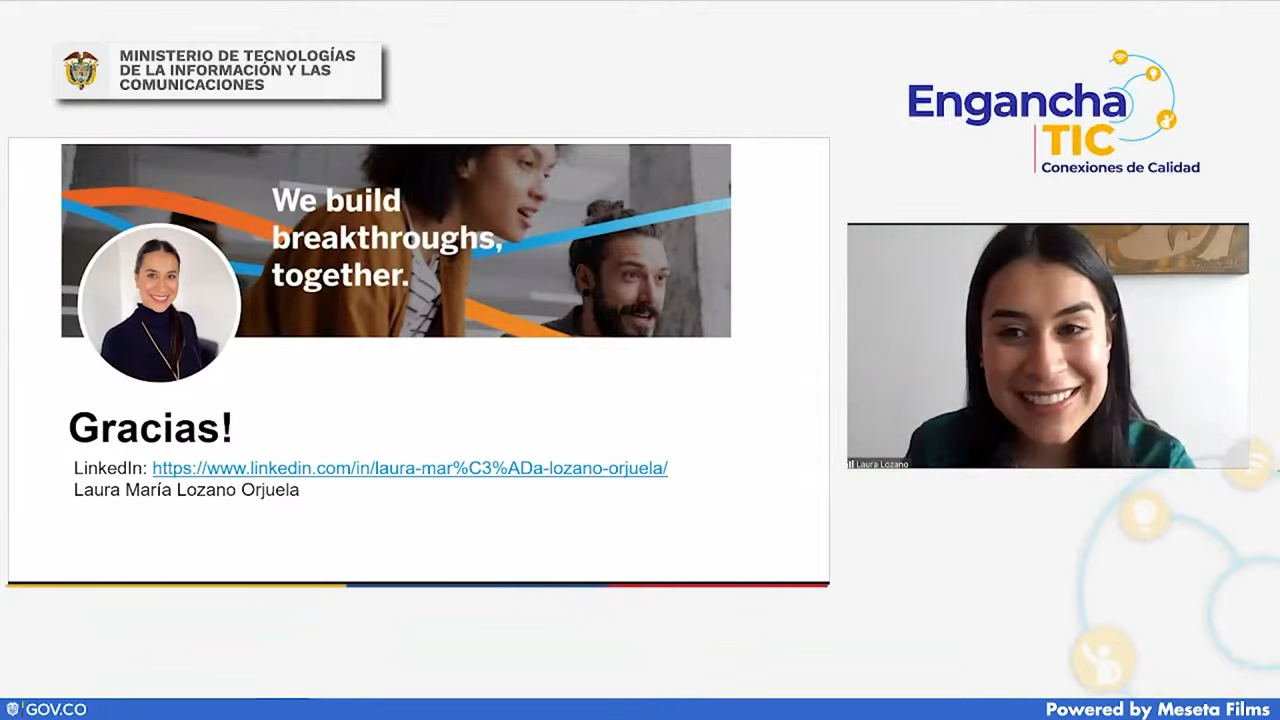 MINISTERIO DE TECNOLOGÍAS
DE LA INFORMACIÓN Y LAS
COMUNICACIONES
Engancha
TIC
Conexiones de Calidad
We build
breakthroughs,
together.
Gracias!
LinkedIn: https://www.linkedin.com/in/laura-mar%C3%ADa-lozano-orjuela/
Laura María Lozano Orjuela
Laura Lozano
GOV.CO
Powered by Meseta Films